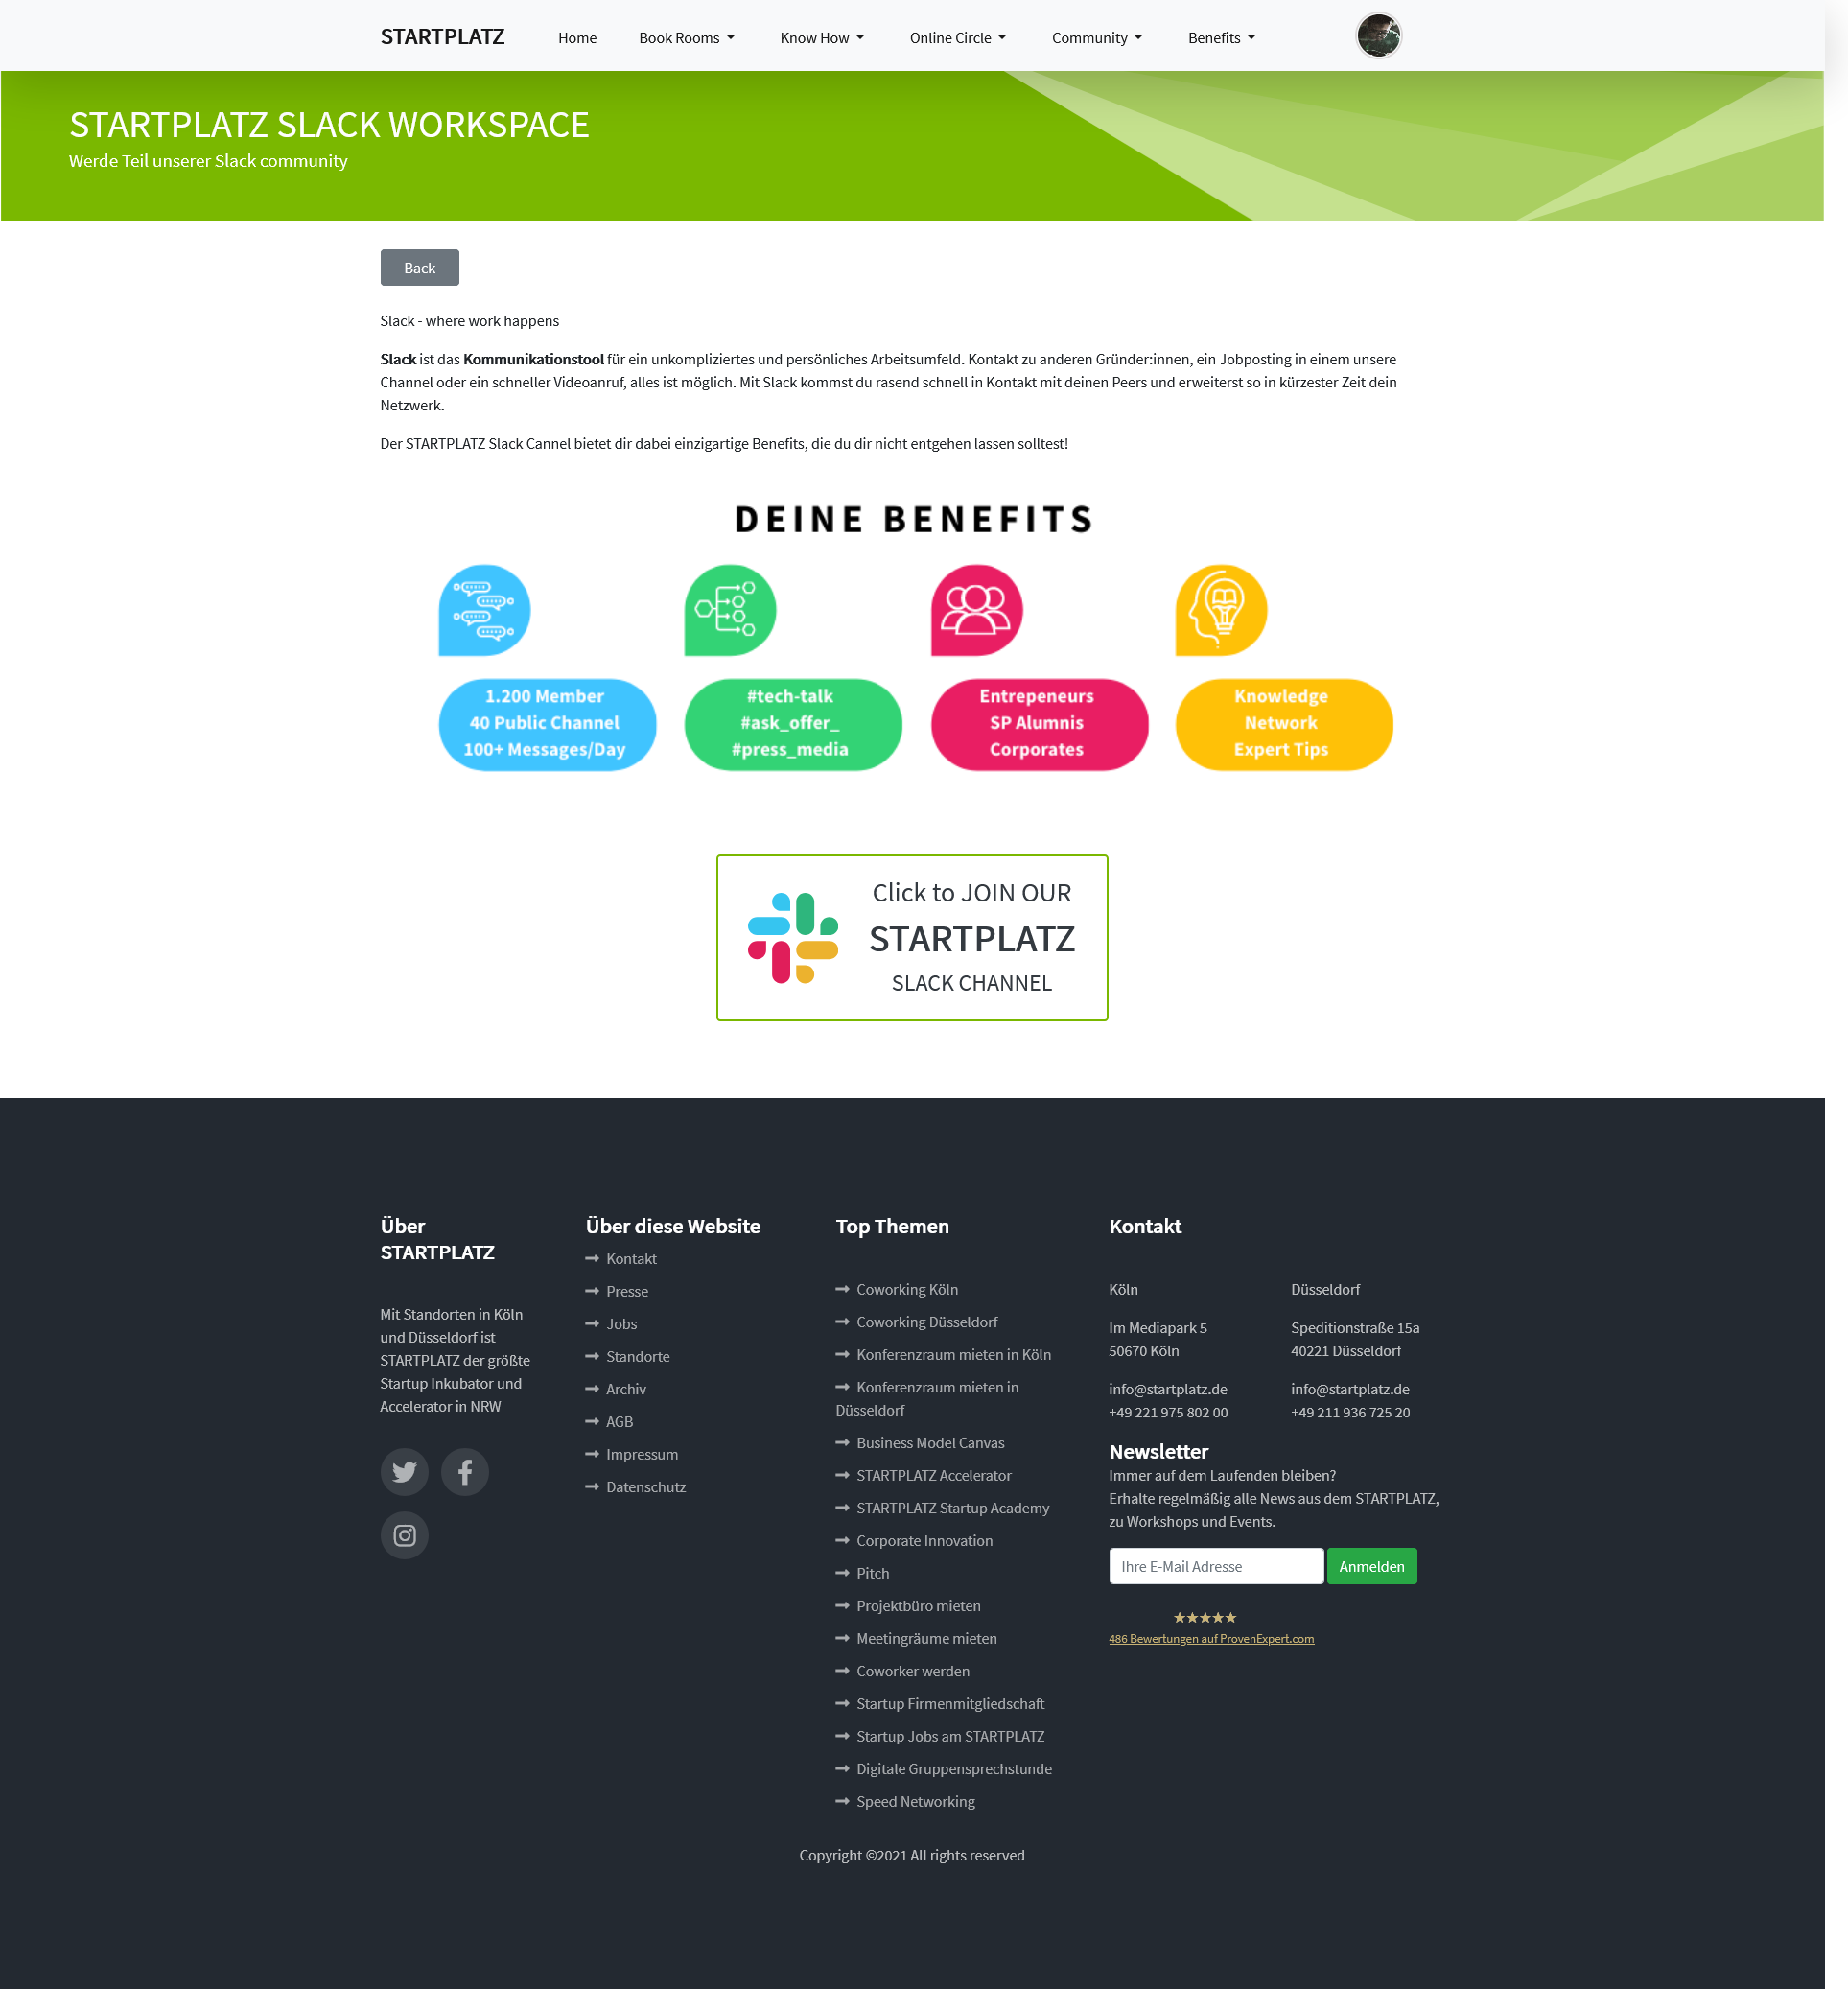 STARTPLATZ
Home
Book Rooms
Know How
Online Circle
Community
Benefits
STARTPLATZ SLACK WORKSPACE
Werde Teil unserer Slack community
Back
Slack - where work happens
Slack ist das Kommunikationstool für ein unkompliziertes und persönliches Arbeitsumfeld. Kontakt zu anderen Gründer:innen, ein Jobposting in einem unsere
Channel oder ein schneller Videoanruf, alles ist möglich. Mit Slack kommst du rasend schnell in Kontakt mit deinen Peers und erweiterst so in kürzester Zeit dein
Netzwerk.
Der STARTPLATZ Slack Cannel bietet dir dabei einzigartige Benefits, die du dir nicht entgehen lassen solltest!
DEINE BENEFITS
1.200 Member
40 Public Channel
100+ Messages/Day
#tech-talk
#ask_offer_
#press_media
Entrepeneurs
SP Alumnis
Corporates
Knowledge
Network
Expert Tips
Click to JOIN OUR
STARTPLATZ
SLACK CHANNEL
Über
STARTPLATZ
Mit Standorten in Köln
und Düsseldorf ist
STARTPLATZ der größte
Startup Inkubator und
Accelerator in NRW
Über diese Website
Kontakt
Presse
Jobs
Standorte
Archiv
AGB
Impressum
Datenschutz
Top Themen
Coworking Köln
Coworking Düsseldorf
Konferenzraum mieten in Köln
Konferenzraum mieten in
Düsseldorf
Business Model Canvas
STARTPLATZ Accelerator
STARTPLATZ Startup Academy
Corporate Innovation
Pitch
Projektbüro mieten
Meetingräume mieten
Coworker werden
Startup Firmenmitgliedschaft
Startup Jobs am STARTPLATZ
Digitale Gruppensprechstunde
Speed Networking
Kontakt
Köln
Im Mediapark 5
50670 Köln
info@startplatz.de
+49 221 975 802 00
Düsseldorf
Speditionstraße 15a
40221 Düsseldorf
info@startplatz.de
+49 211 936 725 20
Newsletter
Immer auf dem Laufenden bleiben?
Erhalte regelmäßig alle News aus dem STARTPLATZ,
zu Workshops und Events.
Ihre E-Mail Adresse
Anmelden
★★★★★
486 Bewertungen auf ProvenExpert.com
Copyright ©2021 All rights reserved